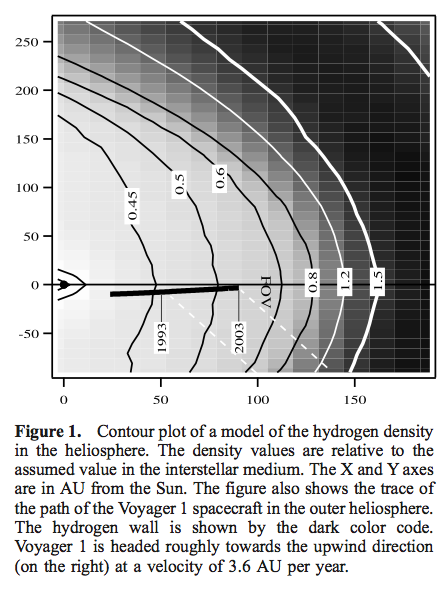 250
200
150
100
50
0
-50
0.45
0.5
0.6
0.8
1.2
1.5
FOV
1993
2003
0
50
100
150
Figure 1. Contour plot of a model of the hydrogen density
in the heliosphere. The density values are relative to the
assumed value in the interstellar medium. The X and Y axes
are in AU from the Sun. The figure also shows the trace of
the path of the Voyager 1 spacecraft in the outer heliosphere.
The hydrogen wall is shown by the dark color code.
Voyager 1 is headed roughly towards the upwind direction
(on the right) at a velocity of 3.6 AU per year.